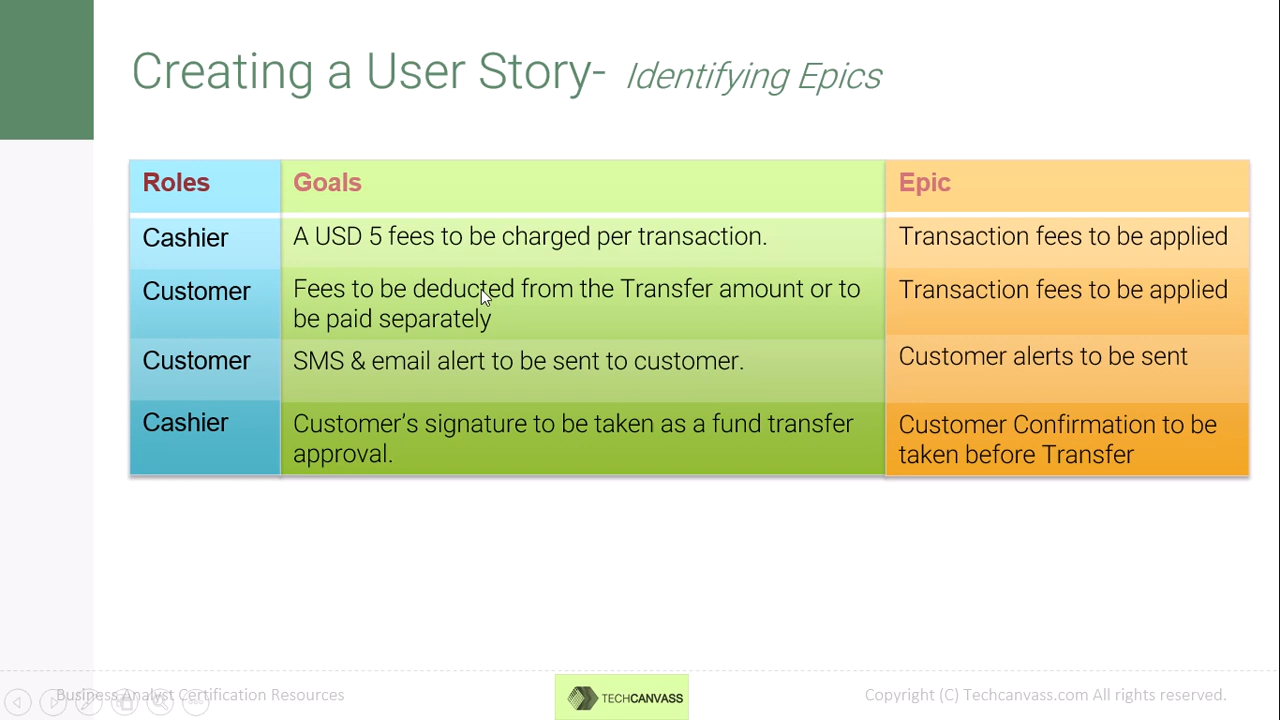 Creating a User Story- Identifying Epics
Roles Goals Epic
Cashier A USD 5 fees to be charged per transaction. Transaction fees to be applied
Customer Fees to be deducted from the Transfer amount or to
be paid separately
Transaction fees to be applied
Customer SMS & email alert to be sent to customer. Customer alerts to be sent
Cashier Customer’s signature to be taken as a fund transfer
approval.
Customer Confirmation to be
taken before Transfer
Business Analyst Certification Resources
TECHCANVASS
Copyright (C) Techcanvass.com All rights reserved.